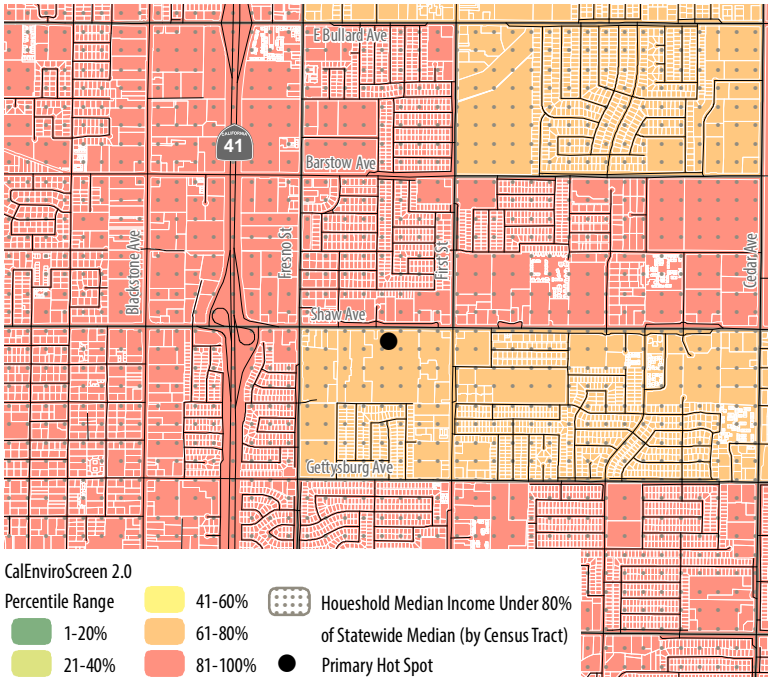 E Bullard Ave
CALIFORNIA
41
Barstow Ave
Blackstone Ave
Fresno St
First St
Cedar Ave
Shaw Ave
Gettysburg Ave
CalEnviroScreen 2.0
Percentile Range
1-20%
21-40%
41-60%
61-80%
81-100%
Houeshold Median Income Under 80%
of Statewide Median (by Census Tract)
Primary Hot Spot